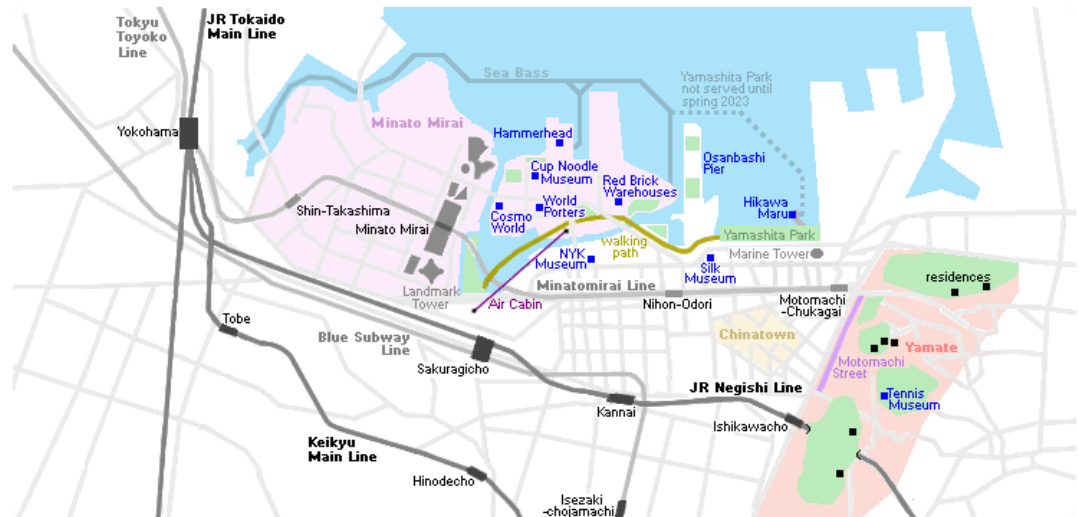 Tokyu
Toyoko
Line
JR Tokaido
Main Line
Sea Bass
Yamashita Park
not served until
spring 2023
Minato Mirai
Hammerhead
Yokohama
Cup Noodle
Museum
Osanbashi
Pier
Red Brick
Warehouses
World
Porters
Shin-Takashima
Cosmo
World
Hikawa
Maru
Minato Mirai
walking
path
Yamashita Park
NYK
Museum
Marine Tower
Silk
Museum
Landmark
Tower
Minatomirai Line
residences
Air Cabin
Nihon-Odori
Motomachi
-Chukagai
Tobe
Blue Subway
Line
Chinatown
Yamate
Sakuragicho
Motomachi
Street
JR Negishi Line
Tennis
Museum
Kannai
Ishikawacho
Keikyu
Main Line
Hinodecho
Isezaki
-chojamachi